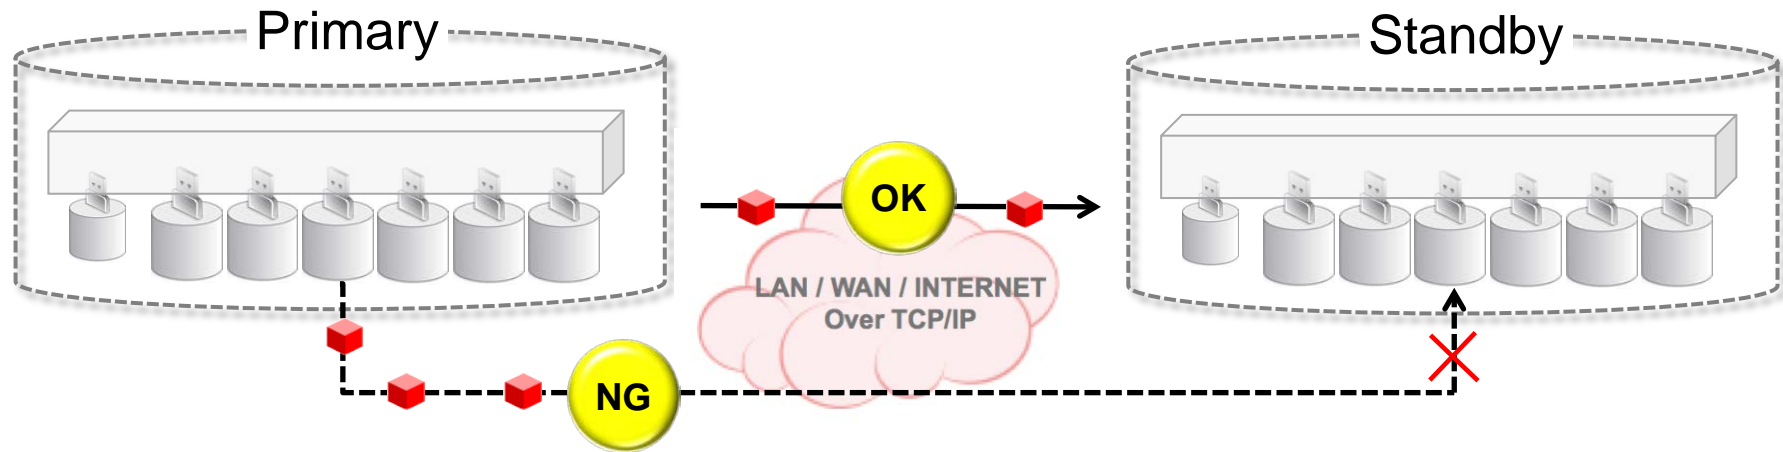 Primary
Standby
OK
LAN / WAN / INTERNET
Over TCP/IP
NG